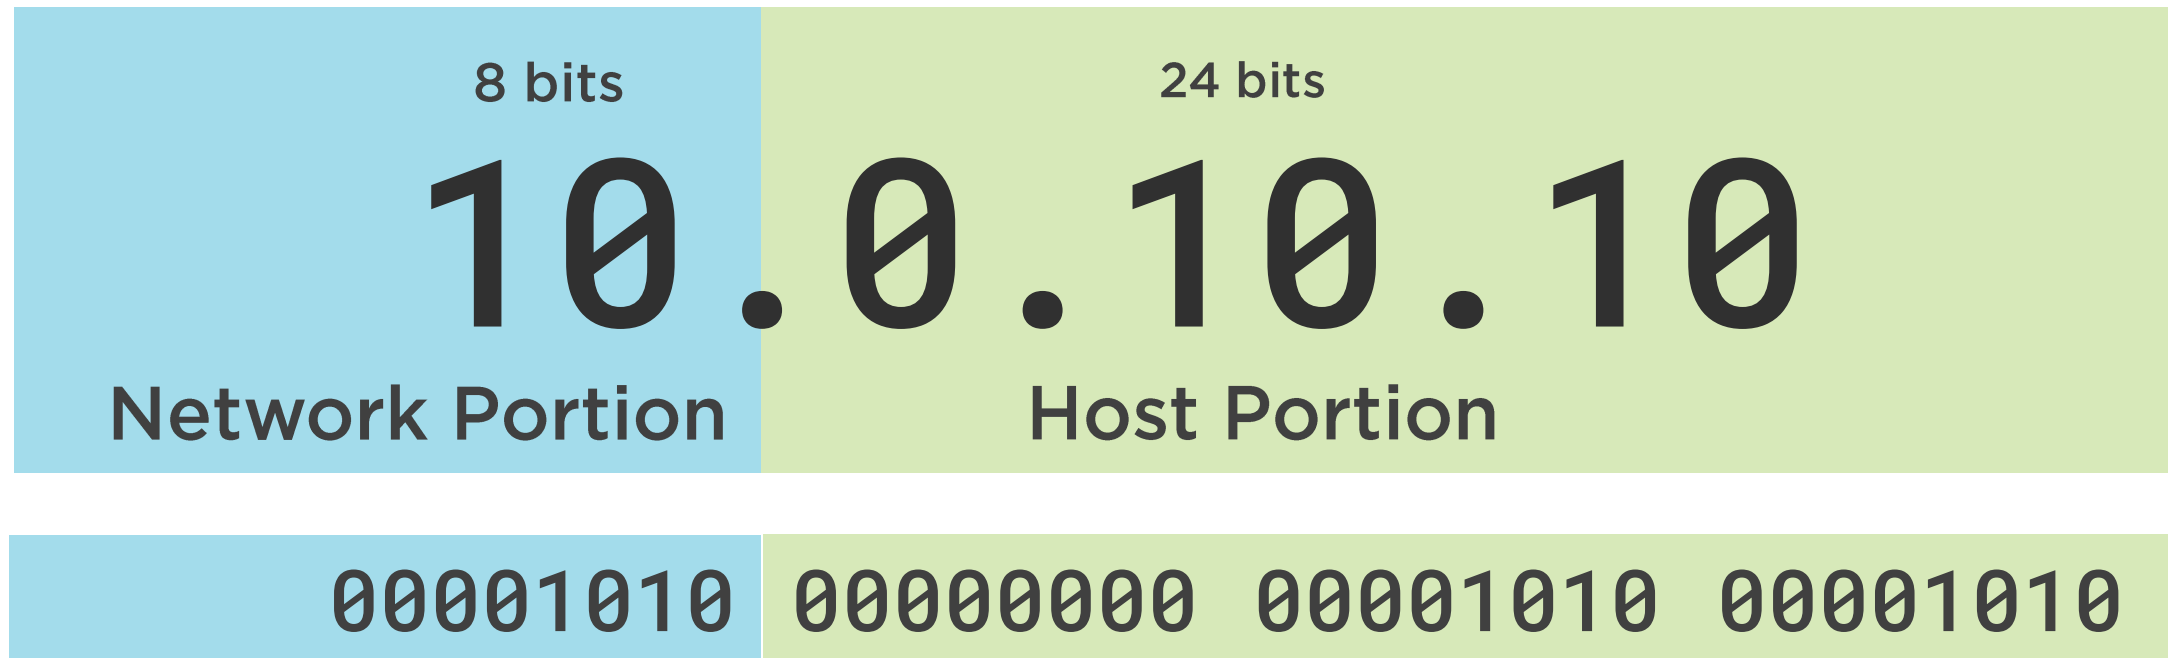 8 bits 24 bits
10.0.10.10
Network Portion Host Portion
00001010 00000000 00001010 00001010